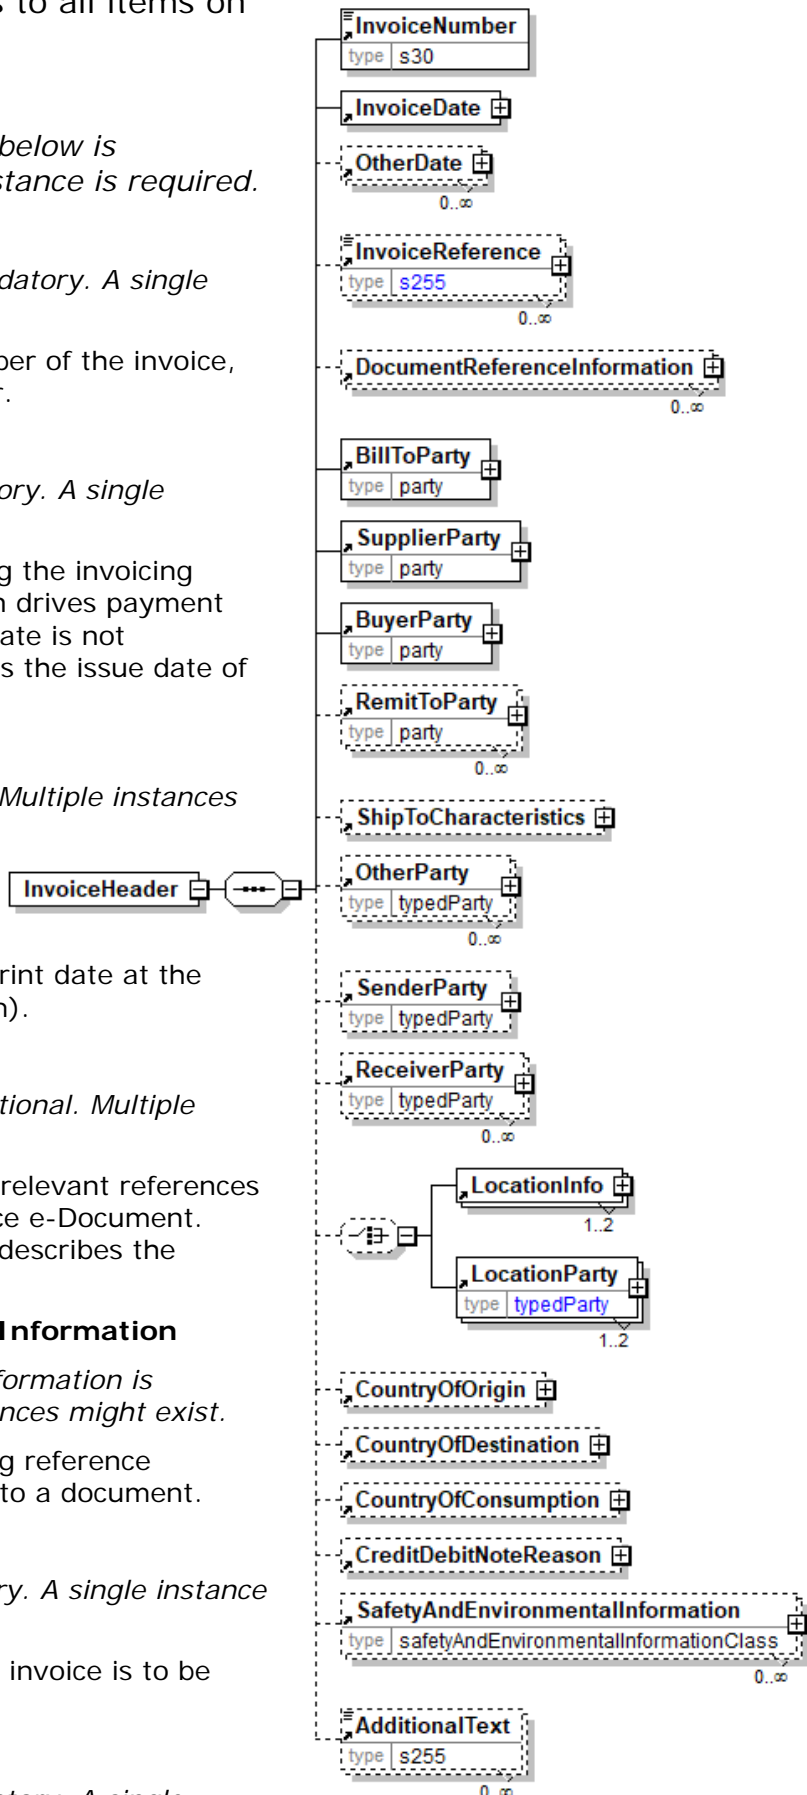 s to all items on
below is
stance is required.
datory. A single
ber of the invoice,
r.
ory. A single
g the invoicing
n drives payment
ate is not
s the issue date of
Multiple instances
rint date at the
n).
tional. Multiple
relevant references
ce e-Document.
describes the
Information
formation is
nces might exist.
g reference
to a document.
ry. A single instance
invoice is to be
InvoiceHeader
InvoiceNumber
type s30
InvoiceDate
OtherDate
0..∞
InvoiceReference
type s255
0..∞
DocumentReferenceInformation
0..∞
BillToParty
type party
SupplierParty
type party
BuyerParty
type party
RemitToParty
type party
0..∞
ShipToCharacteristics
OtherParty
type typedParty
0..∞
SenderParty
type typedParty
ReceiverParty
type typedParty
0..∞
LocationInfo
1..2
LocationParty
type typedParty
1..2
CountryOfOrigin
CountryOfDestination
CountryOfConsumption
CreditDebitNoteReason
SafetyAndEnvironmentalInformation
type safetyAndEnvironmentalInformationClass
0..∞
AdditionalText
type s255
0..∞